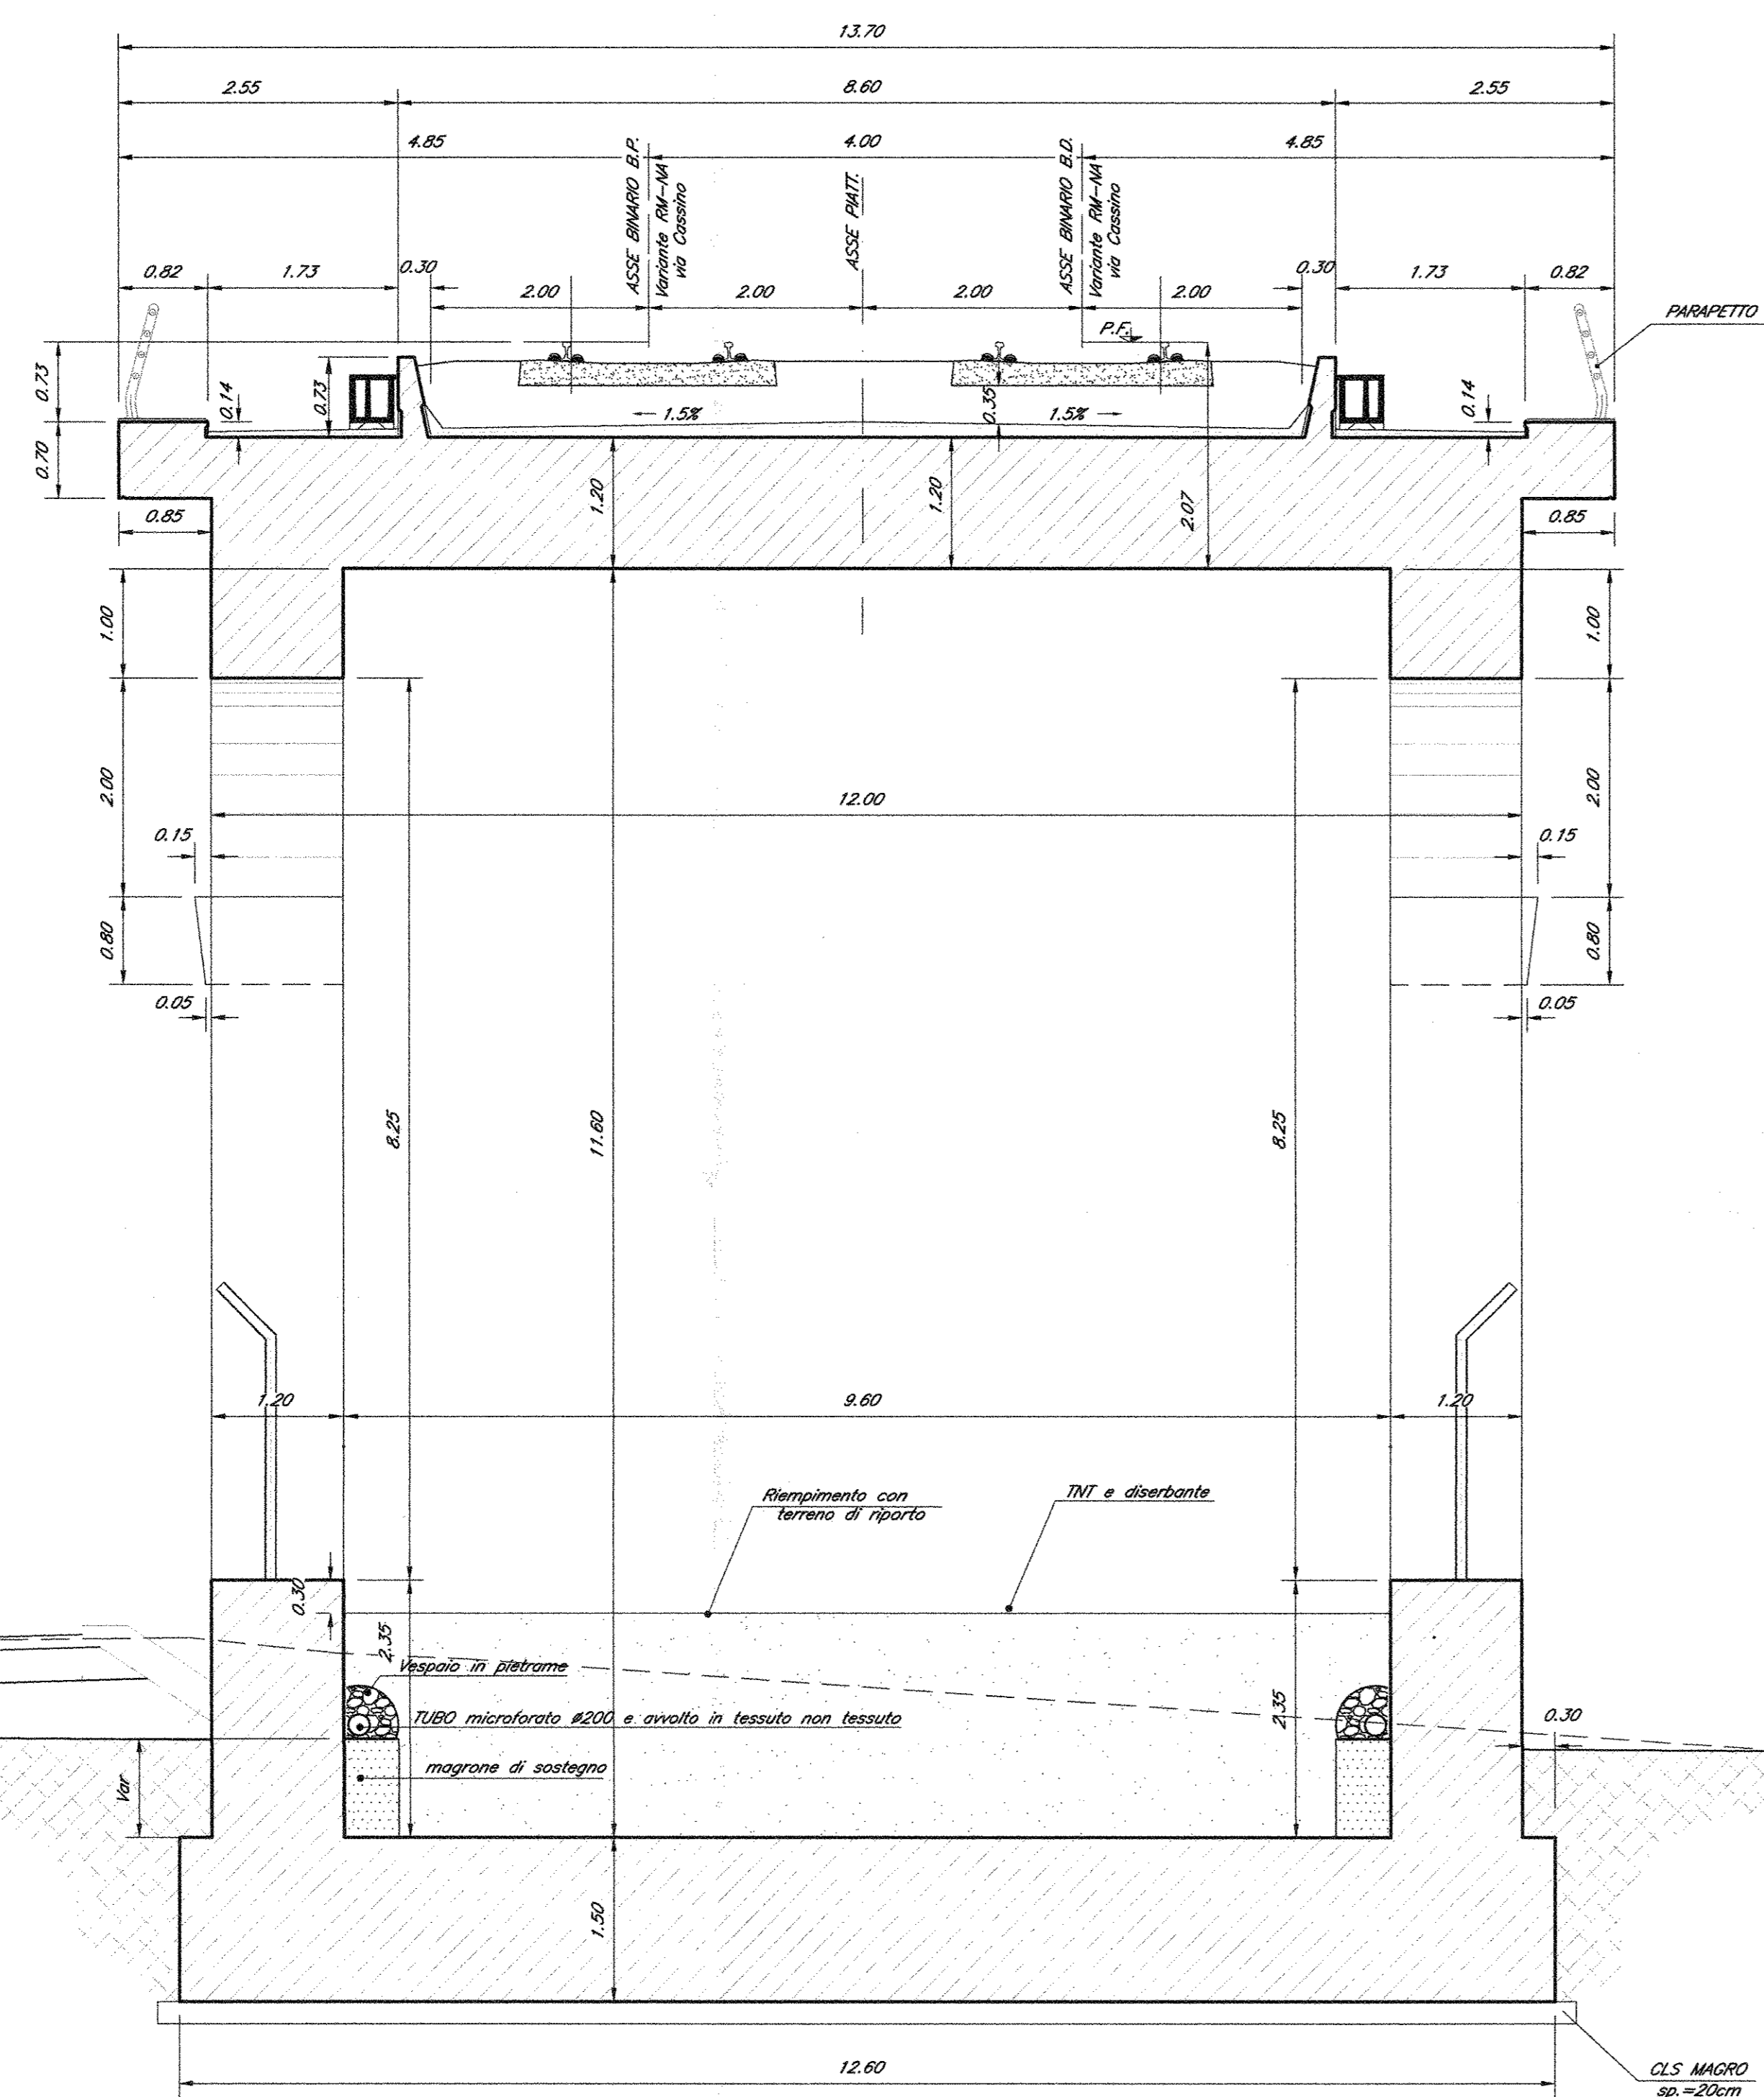 13.70
2.55
8.60
2.55
4.85
4.00
4.85
ASSE BINARIO B.P.
Variante RM-NA
via Cassino
ASSE PIATT.
ASSE BINARIO B.D.
Variante RM-NA
via Cassino
0.82
1.73
0.30
2.00
2.00
2.00
2.00
0.30
1.73
0.82
PARAPETTO
P.F.
0.73
0.14
0.73
1.5%
0.35
1.5%
0.14
0.70
0.85
1.20
1.20
2.07
0.85
1.00
1.00
2.00
2.00
12.00
0.15
0.15
0.80
0.80
0.05
0.05
8.25
11.60
8.25
1.20
9.60
1.20
Riempimento con
terreno di riporto
TNT e diserbante
0.30
2.35
Vespaio in pietrame
TUBO microforato ø200 e avvolto in tessuto non tessuto
2.35
0.30
magrone di sostegno
Var
1.50
12.60
CLS MAGRO
sp.=20cm